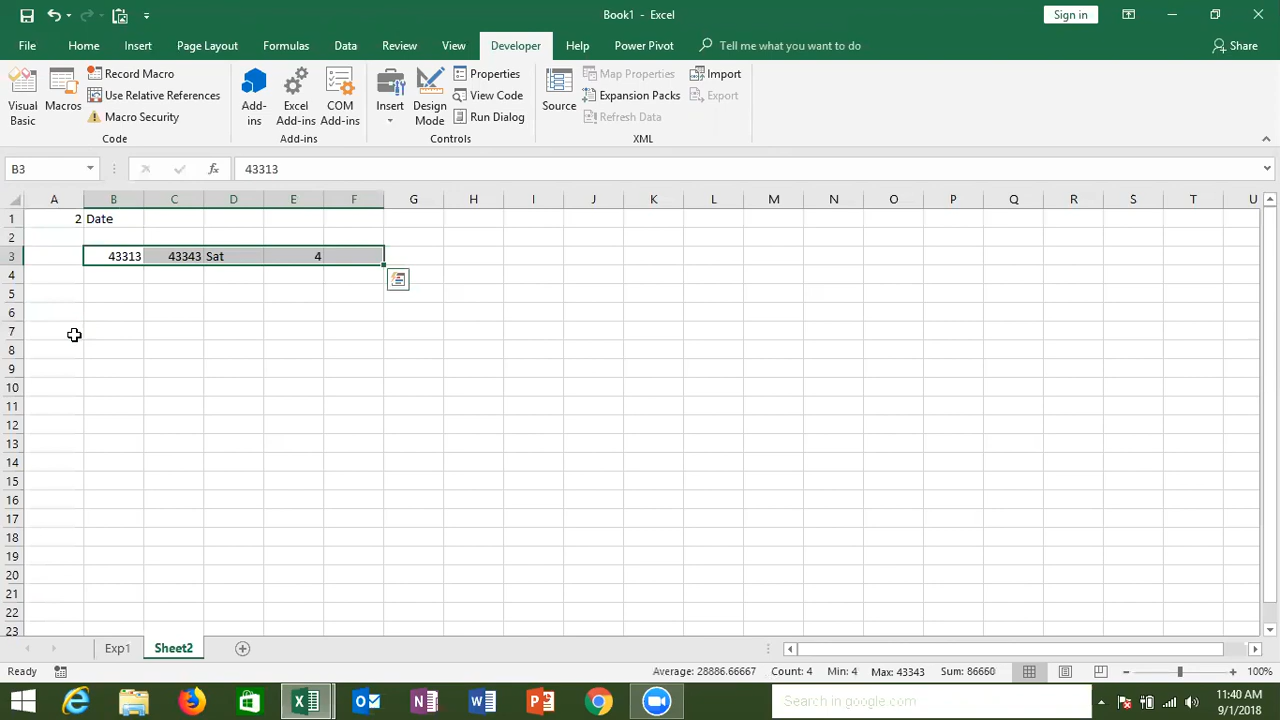 Book1 - Excel
Sign in
File Home Insert Page Layout Formulas Data Review View Developer Help Power Pivot Tell me what you want to do Share
Visual Basic
Macros
Record Macro
Use Relative References
Macro Security
Code
Add-ins
Excel Add-ins
COM Add-ins
Add-ins
Insert
Design Mode
Properties
View Code
Run Dialog
Controls
Source
Map Properties
Expansion Packs
Refresh Data
Import
Export
XML
B3 fx 43313
A B C D E F G H I J K L M N O P Q R S T U
1 2 Date
2
3 43313 43343 Sat 4
4
5
6
7
8
9
10
11
12
13
14
15
16
17
18
19
20
21
22
23
Exp1 Sheet2
Ready Average: 28886.66667 Count: 4 Min: 4 Max: 43343 Sum: 86660 100%
Search in google.com
11:40 AM
9/1/2018